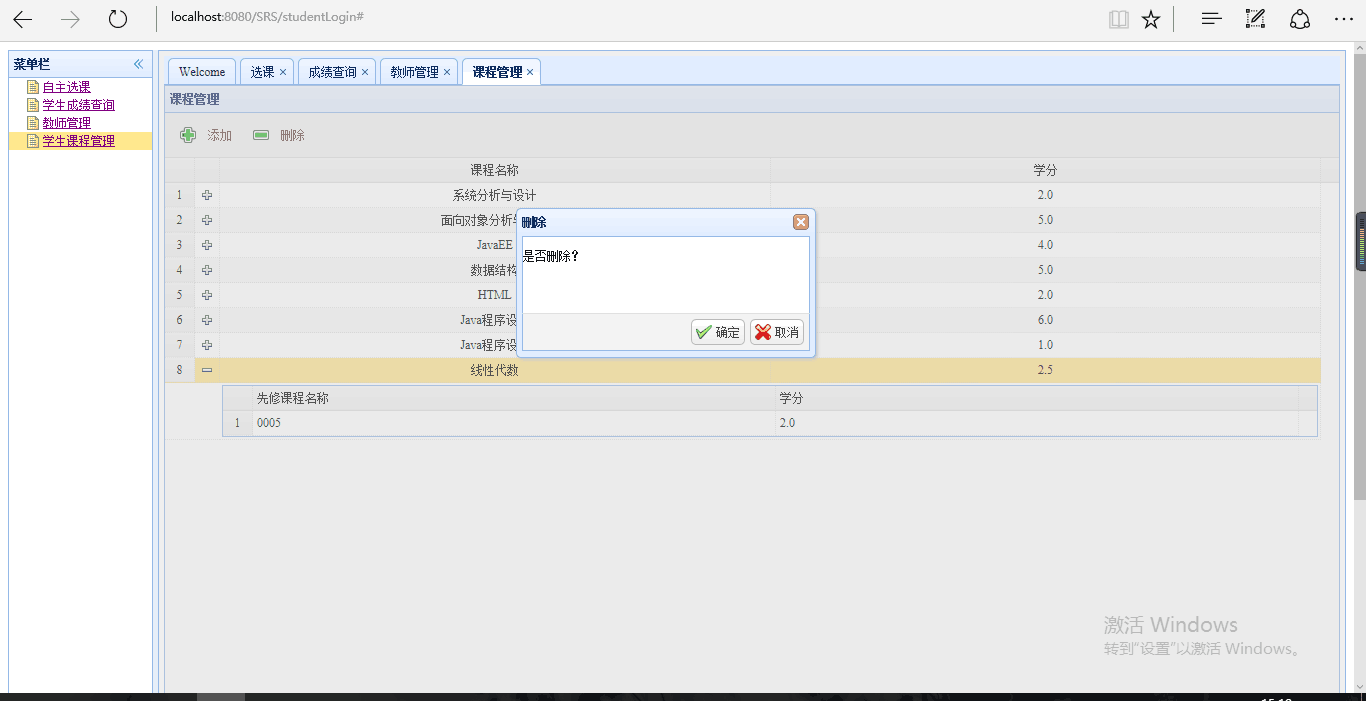 localhost:8080/SRS/studentLogin#
菜单栏
自主选课
学生成绩查询
教师管理
学生课程管理
Welcome 选课 成绩查询 教师管理 课程管理
课程管理
添加 删除
课程名称 学分
1 系统分析与设计 2.0
2 面向对象分析 5.0
3 JavaEE 4.0
4 数据结构 5.0
5 HTML 2.0
6 Java程序设 6.0
7 Java程序设 1.0
8 线性代数 2.5
先修课程名称 学分
1 0005 2.0
删除
是否删除?
确定 取消
激活 Windows
转到"设置"以激活 Windows。